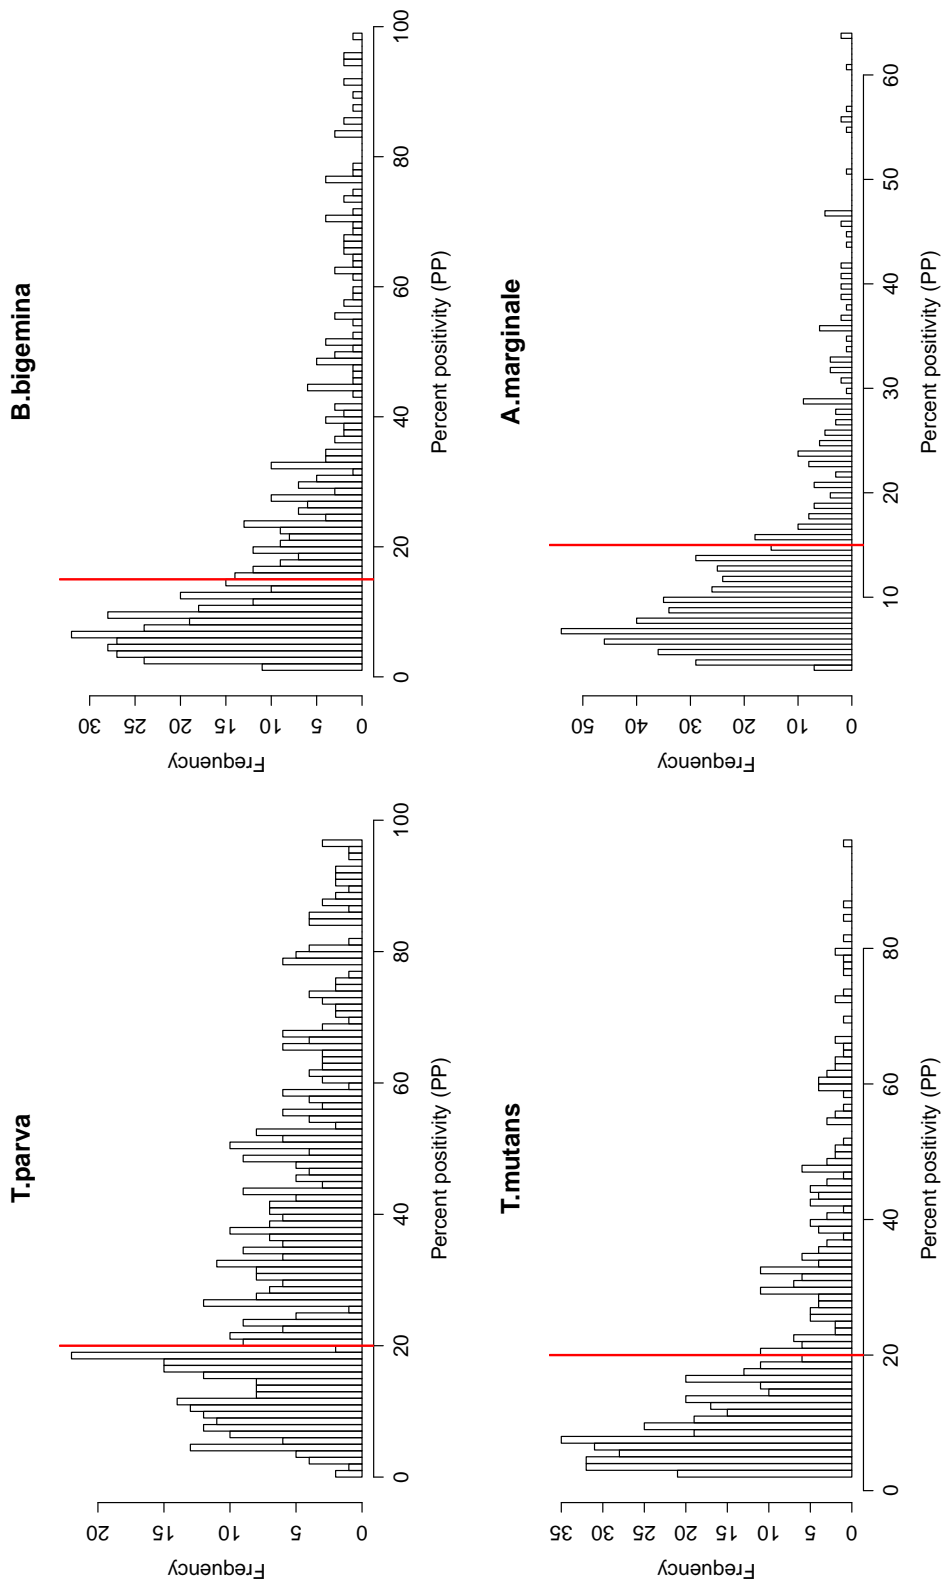 T.parva
Frequency
0 5 10 15 20
0 20 40 60 80 100
Percent positivity (PP)
B.bigemina
Frequency
0 5 10 15 20 25 30
0 20 40 60 80 100
Percent positivity (PP)
T.mutans
Frequency
0 5 10 15 20 25 30 35
0 20 40 60 80
Percent positivity (PP)
A.marginale
Frequency
0 10 20 30 40 50
10 20 30 40 50 60
Percent positivity (PP)